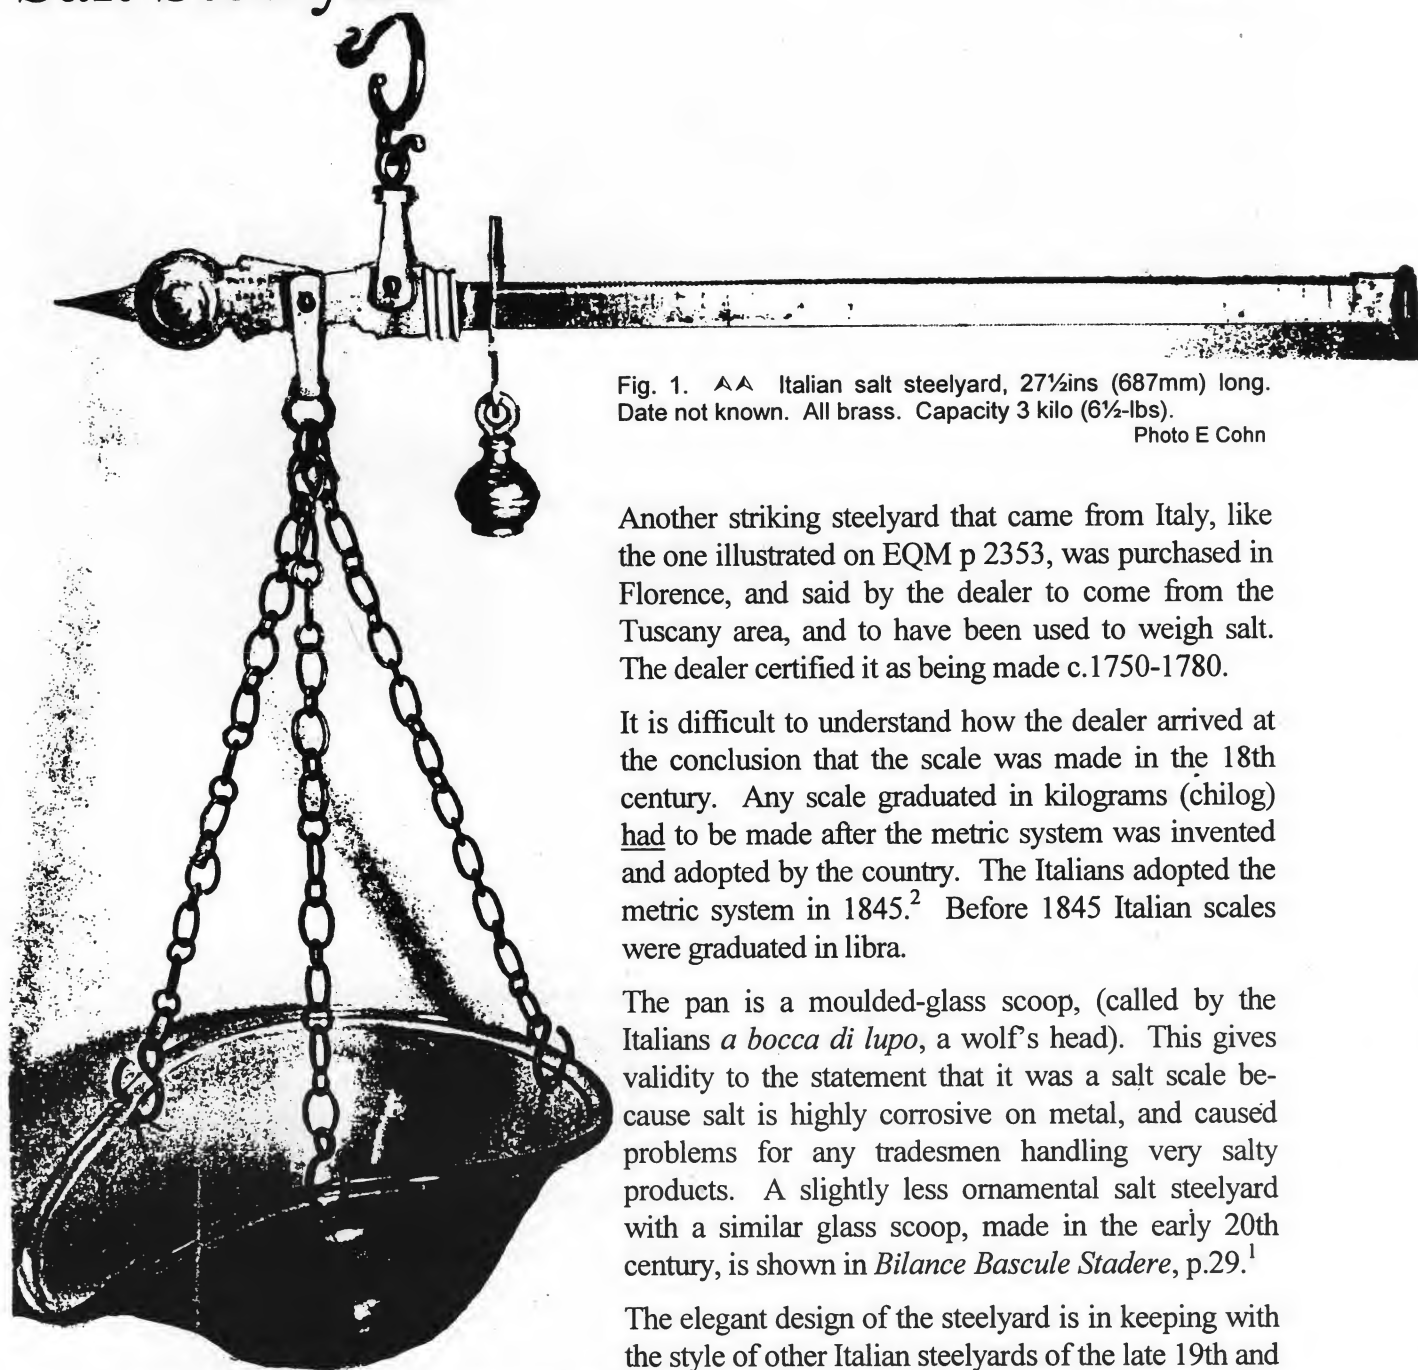 Fig. 1. ⮝⮝ Italian salt steelyard, 27½ins (687mm) long.
Date not known. All brass. Capacity 3 kilo (6½-lbs).
Photo E Cohn
Another striking steelyard that came from Italy, like
the one illustrated on EQM p 2353, was purchased in
Florence, and said by the dealer to come from the
Tuscany area, and to have been used to weigh salt.
The dealer certified it as being made c.1750-1780.
It is difficult to understand how the dealer arrived at
the conclusion that the scale was made in the 18th
century. Any scale graduated in kilograms (chilog)
had to be made after the metric system was invented
and adopted by the country. The Italians adopted the
metric system in 1845.² Before 1845 Italian scales
were graduated in libra.
The pan is a moulded-glass scoop, (called by the
Italians a bocca di lupo, a wolf's head). This gives
validity to the statement that it was a salt scale be-
cause salt is highly corrosive on metal, and caused
problems for any tradesmen handling very salty
products. A slightly less ornamental salt steelyard
with a similar glass scoop, made in the early 20th
century, is shown in Bilance Bascule Stadere, p.29.¹
The elegant design of the steelyard is in keeping with
the style of other Italian steelyards of the late 19th and